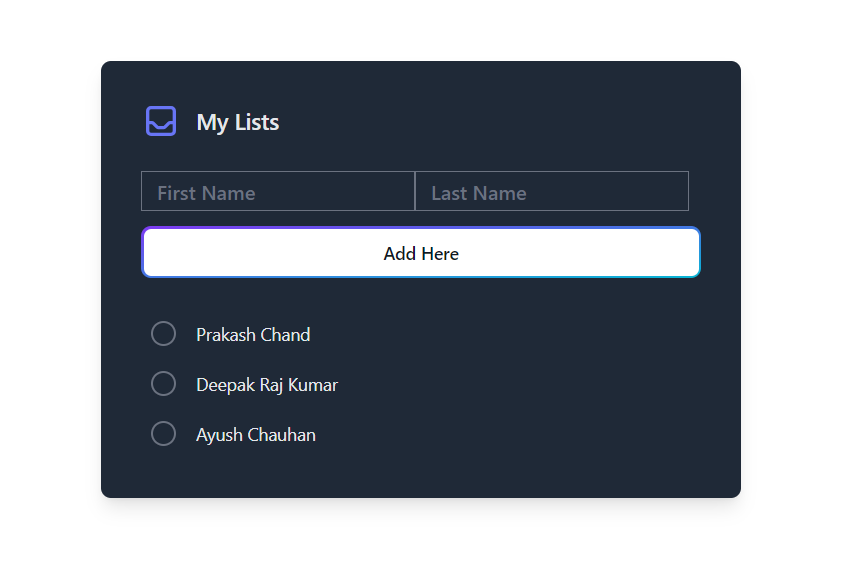 My Lists
First Name Last Name
Add Here
Prakash Chand
Deepak Raj Kumar
Ayush Chauhan